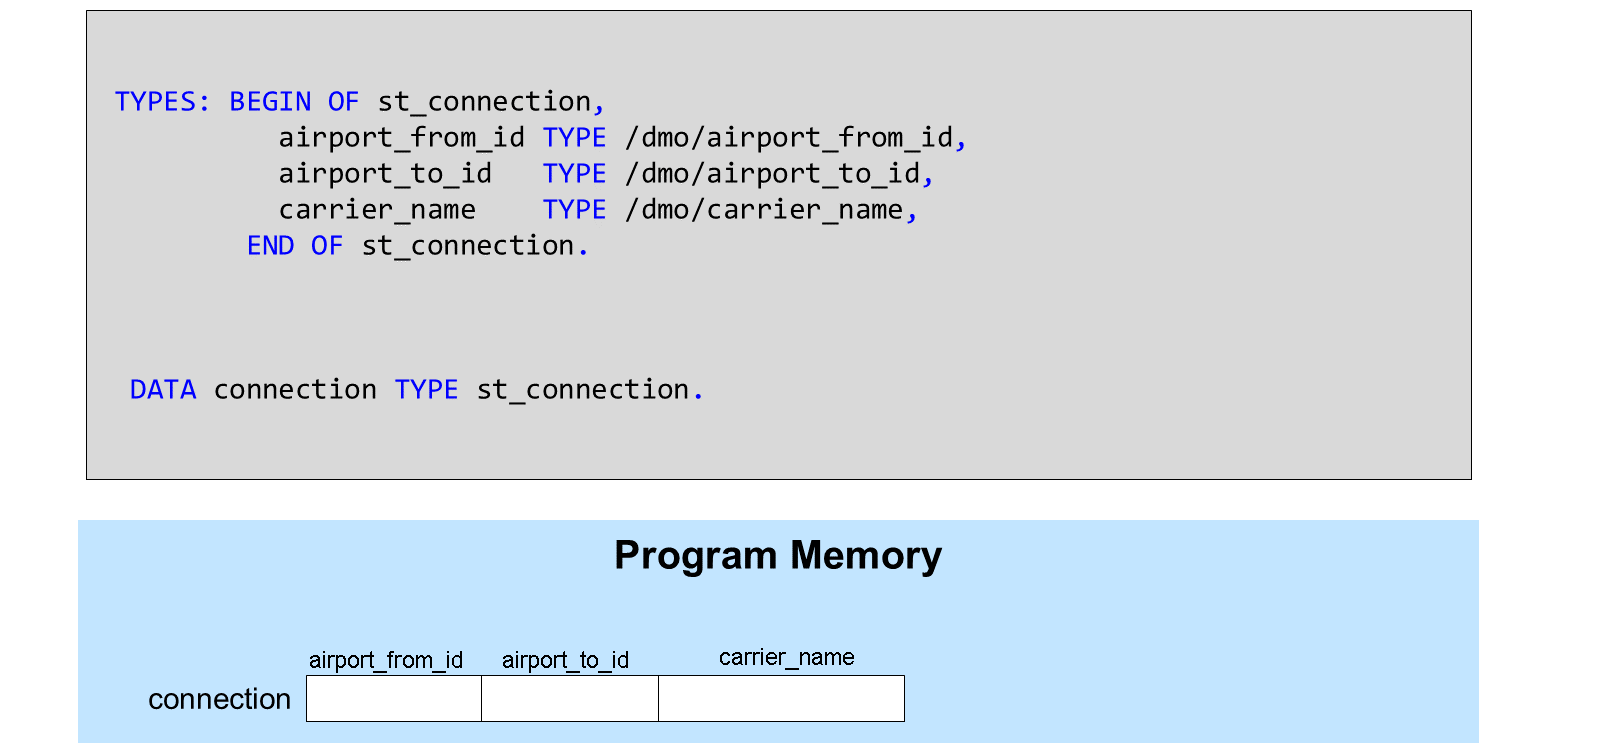 TYPES: BEGIN OF st_connection,
airport_from_id TYPE /dmo/airport_from_id,
airport_to_id TYPE /dmo/airport_to_id,
carrier_name TYPE /dmo/carrier_name,
END OF st_connection.
DATA connection TYPE st_connection.
Program Memory
airport_from_id airport_to_id carrier_name
connection